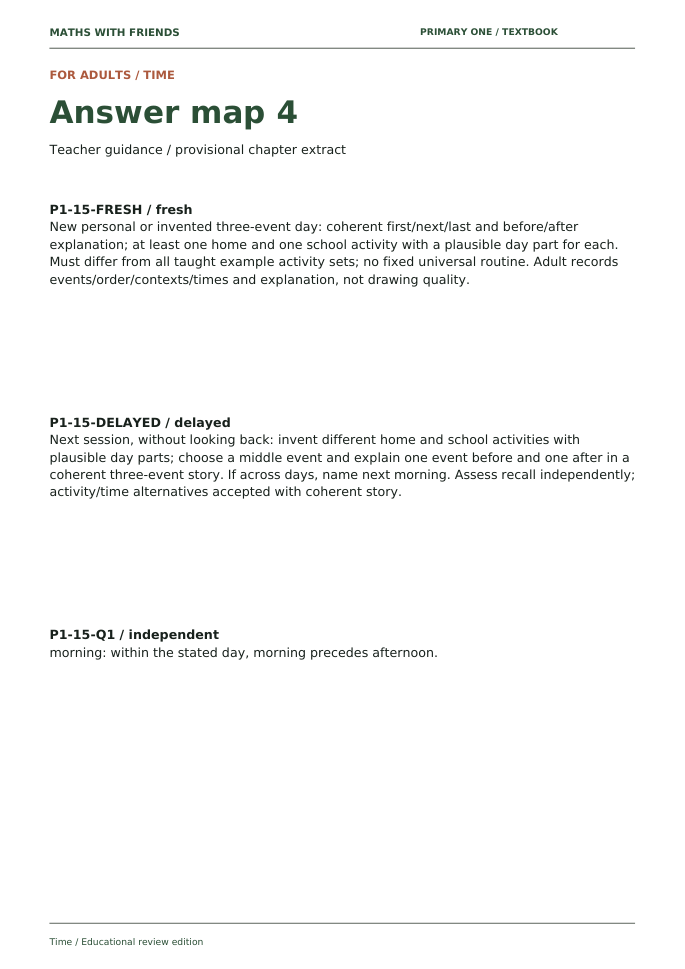 MATHS WITH FRIENDS
PRIMARY ONE / TEXTBOOK
FOR ADULTS / TIME
Answer map 4
Teacher guidance / provisional chapter extract
P1-15-FRESH / fresh
New personal or invented three-event day: coherent first/next/last and before/after
explanation; at least one home and one school activity with a plausible day part for each.
Must differ from all taught example activity sets; no fixed universal routine. Adult records
events/order/contexts/times and explanation, not drawing quality.
P1-15-DELAYED / delayed
Next session, without looking back: invent different home and school activities with
plausible day parts; choose a middle event and explain one event before and one after in a
coherent three-event story. If across days, name next morning. Assess recall independently;
activity/time alternatives accepted with coherent story.
P1-15-Q1 / independent
morning: within the stated day, morning precedes afternoon.
Time / Educational review edition